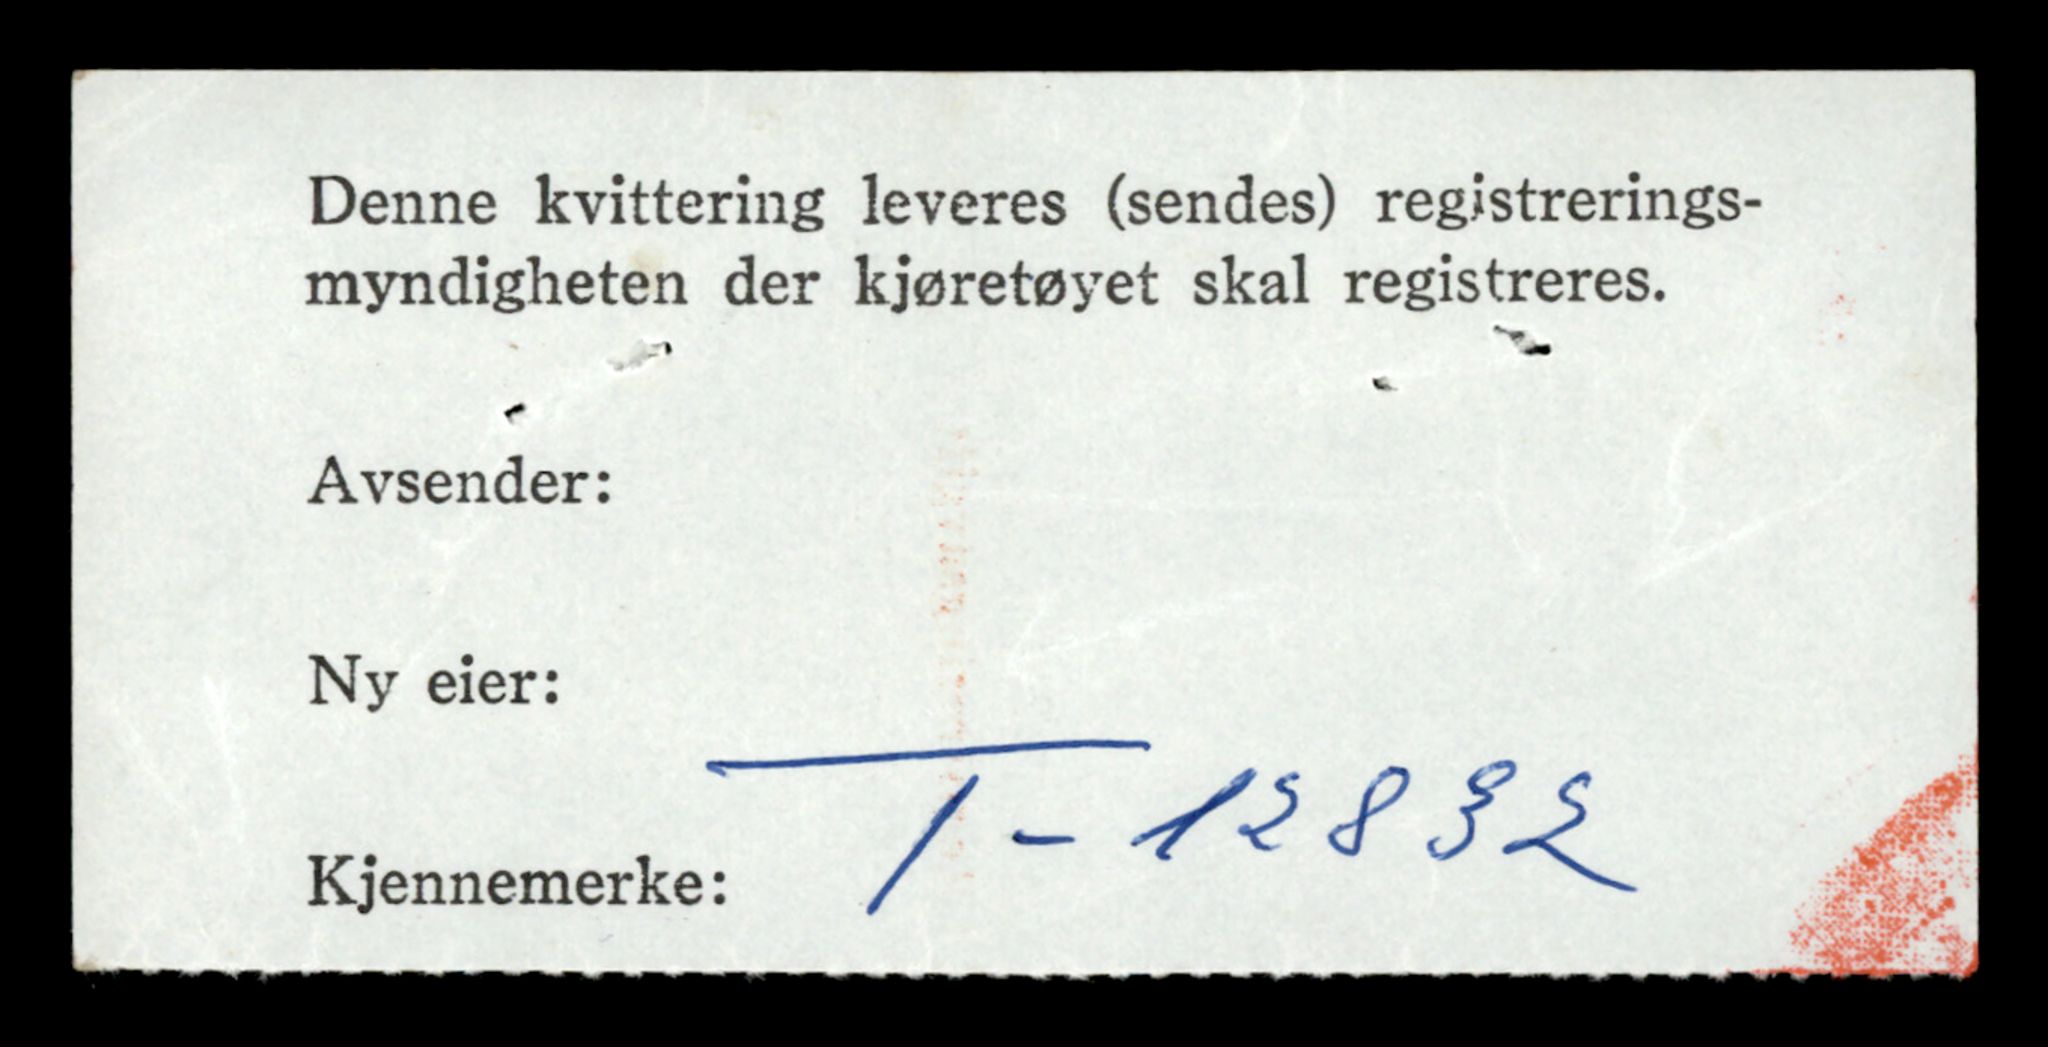 Denne kvittering leveres (sendes) registrerings-
myndigheten der kjøretøyet skal registreres.
Avsender:
Ny eier:
Kjennemerke: T - 12832